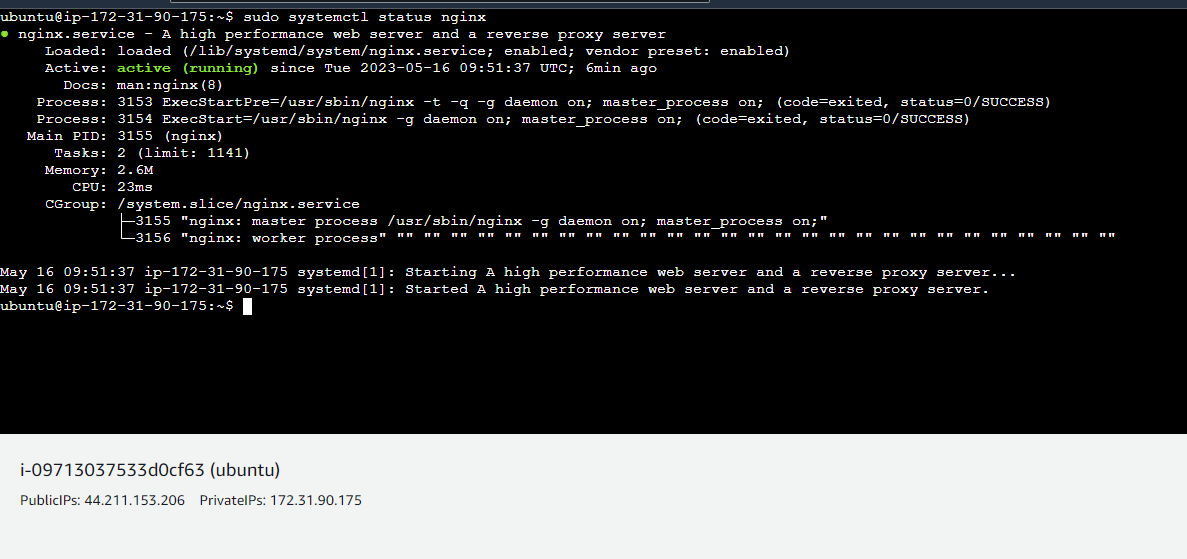 ubuntu@ip-172-31-90-175:~$ sudo systemctl status nginx
● nginx.service - A high performance web server and a reverse proxy server
Loaded: loaded (/lib/systemd/system/nginx.service; enabled; vendor preset: enabled)
Active: active (running) since Tue 2023-05-16 09:51:37 UTC; 6min ago
Docs: man:nginx(8)
Process: 3153 ExecStartPre=/usr/sbin/nginx -t -q -g daemon on; master_process on; (code=exited, status=0/SUCCESS)
Process: 3154 ExecStart=/usr/sbin/nginx -g daemon on; master_process on; (code=exited, status=0/SUCCESS)
Main PID: 3155 (nginx)
Tasks: 2 (limit: 1141)
Memory: 2.6M
CPU: 23ms
CGroup: /system.slice/nginx.service
├─3155 "nginx: master process /usr/sbin/nginx -g daemon on; master_process on;"
└─3156 "nginx: worker process" "" "" "" "" "" "" "" "" "" "" "" "" "" "" "" "" "" "" "" "" "" "" "" "" "" "" ""
May 16 09:51:37 ip-172-31-90-175 systemd[1]: Starting A high performance web server and a reverse proxy server...
May 16 09:51:37 ip-172-31-90-175 systemd[1]: Started A high performance web server and a reverse proxy server.
ubuntu@ip-172-31-90-175:~$
i-09713037533d0cf63 (ubuntu)
PublicIPs: 44.211.153.206 PrivateIPs: 172.31.90.175